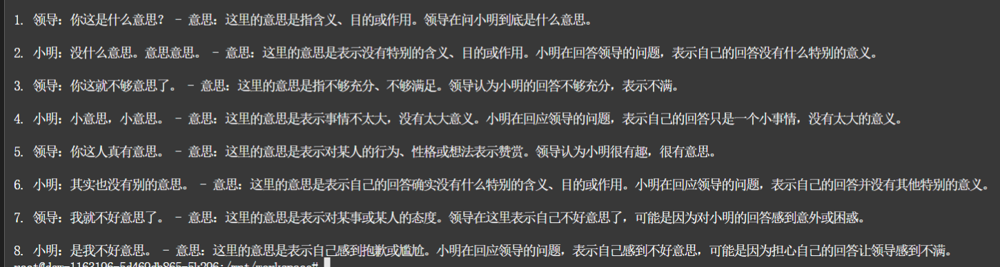 1. 领导：你这是什么意思？ - 意思：这里的意思是指含义、目的或作用。领导在问小明到底是什么意思。
2. 小明：没什么意思。意思意思。 - 意思：这里的意思是表示没有特别的含义、目的或作用。小明在回答领导的问题，表示自己的回答没有什么特别的意义。
3. 领导：你这就不够意思了。 - 意思：这里的意思是指不够充分、不够满足。领导认为小明的回答不够充分，表示不满。
4. 小明：小意思，小意思。 - 意思：这里的意思是表示事情不太大，没有太大意义。小明在回应领导的问题，表示自己的回答只是一个小事情，没有太大的意义。
5. 领导：你这人真有意思。 - 意思：这里的意思是表示对某人的行为、性格或想法表示赞赏。领导认为小明很有趣，很有意思。
6. 小明：其实也没有别的意思。 - 意思：这里的意思是表示自己的回答确实没有什么特别的含义、目的或作用。小明在回应领导的问题，表示自己的回答并没有其他特别的意义。
7. 领导：我就不好意思了。 - 意思：这里的意思是表示对某事或某人的态度。领导在这里表示自己不好意思了，可能是因为对小明的回答感到意外或困惑。
8. 小明：是我不好意思。 - 意思：这里的意思是表示自己感到抱歉或尴尬。小明在回应领导的问题，表示自己感到不好意思，可能是因为担心自己的回答让领导感到不满。